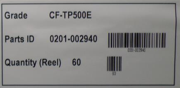 Grade CF-TP500E
Parts ID 0201-002940
Quantity (Reel) 60